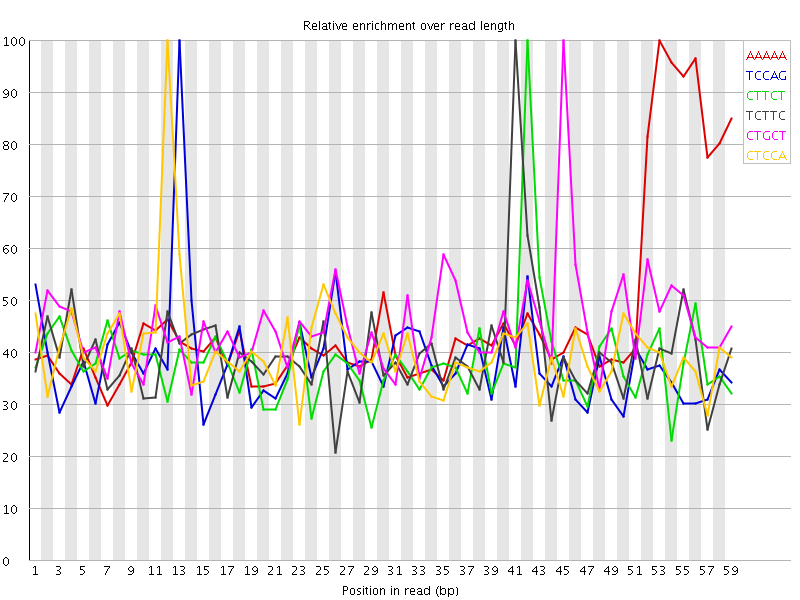 Relative enrichment over read length
100
90
80
70
60
50
40
30
20
10
0
AAAAA
TCCAG
CTTCT
TCTTC
CTGCT
CTCCA
1 3 5 7 9 11 13 15 17 19 21 23 25 27 29 31 33 35 37 39 41 43 45 47 49 51 53 55 57 59
Position in read (bp)